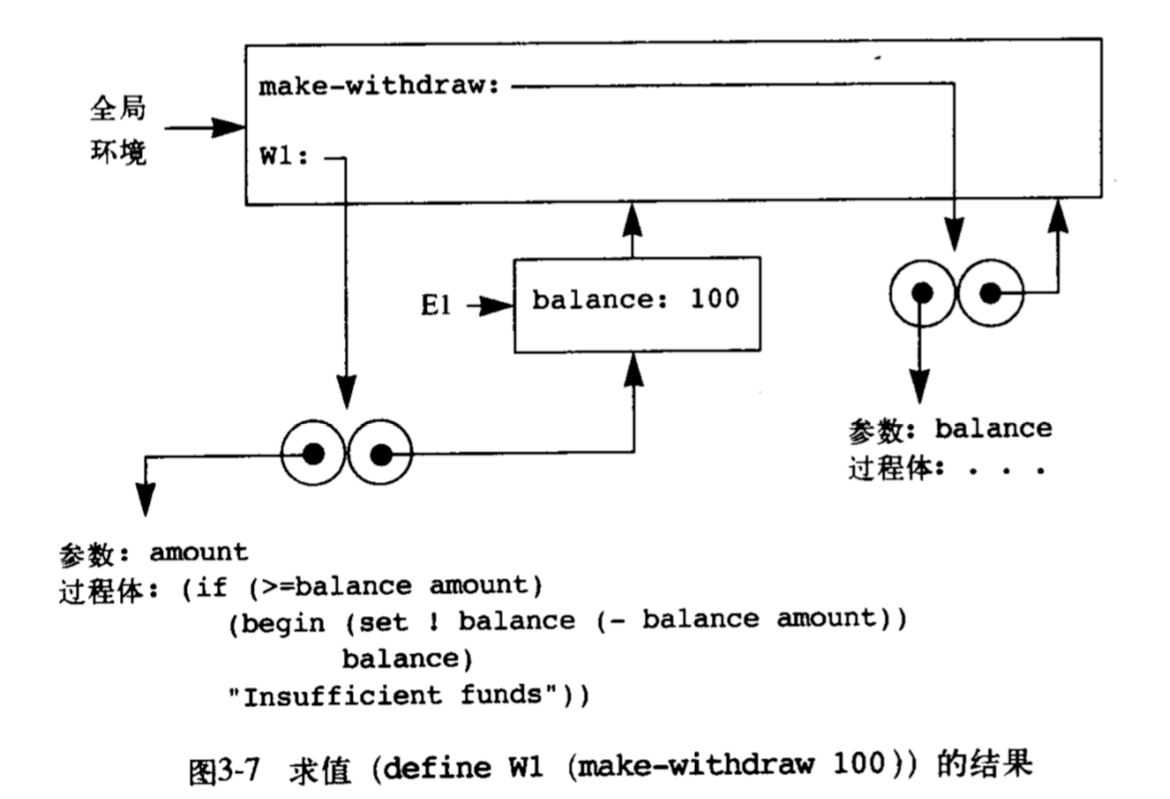 make-withdraw:
全局
环境
W1:
E1
balance: 100
参数: balance
过程体: . . .
参数: amount
过程体: (if (>=balance amount)
(begin (set ! balance (- balance amount))
balance)
"Insufficient funds"))
图3-7 求值 (define W1 (make-withdraw 100)) 的结果